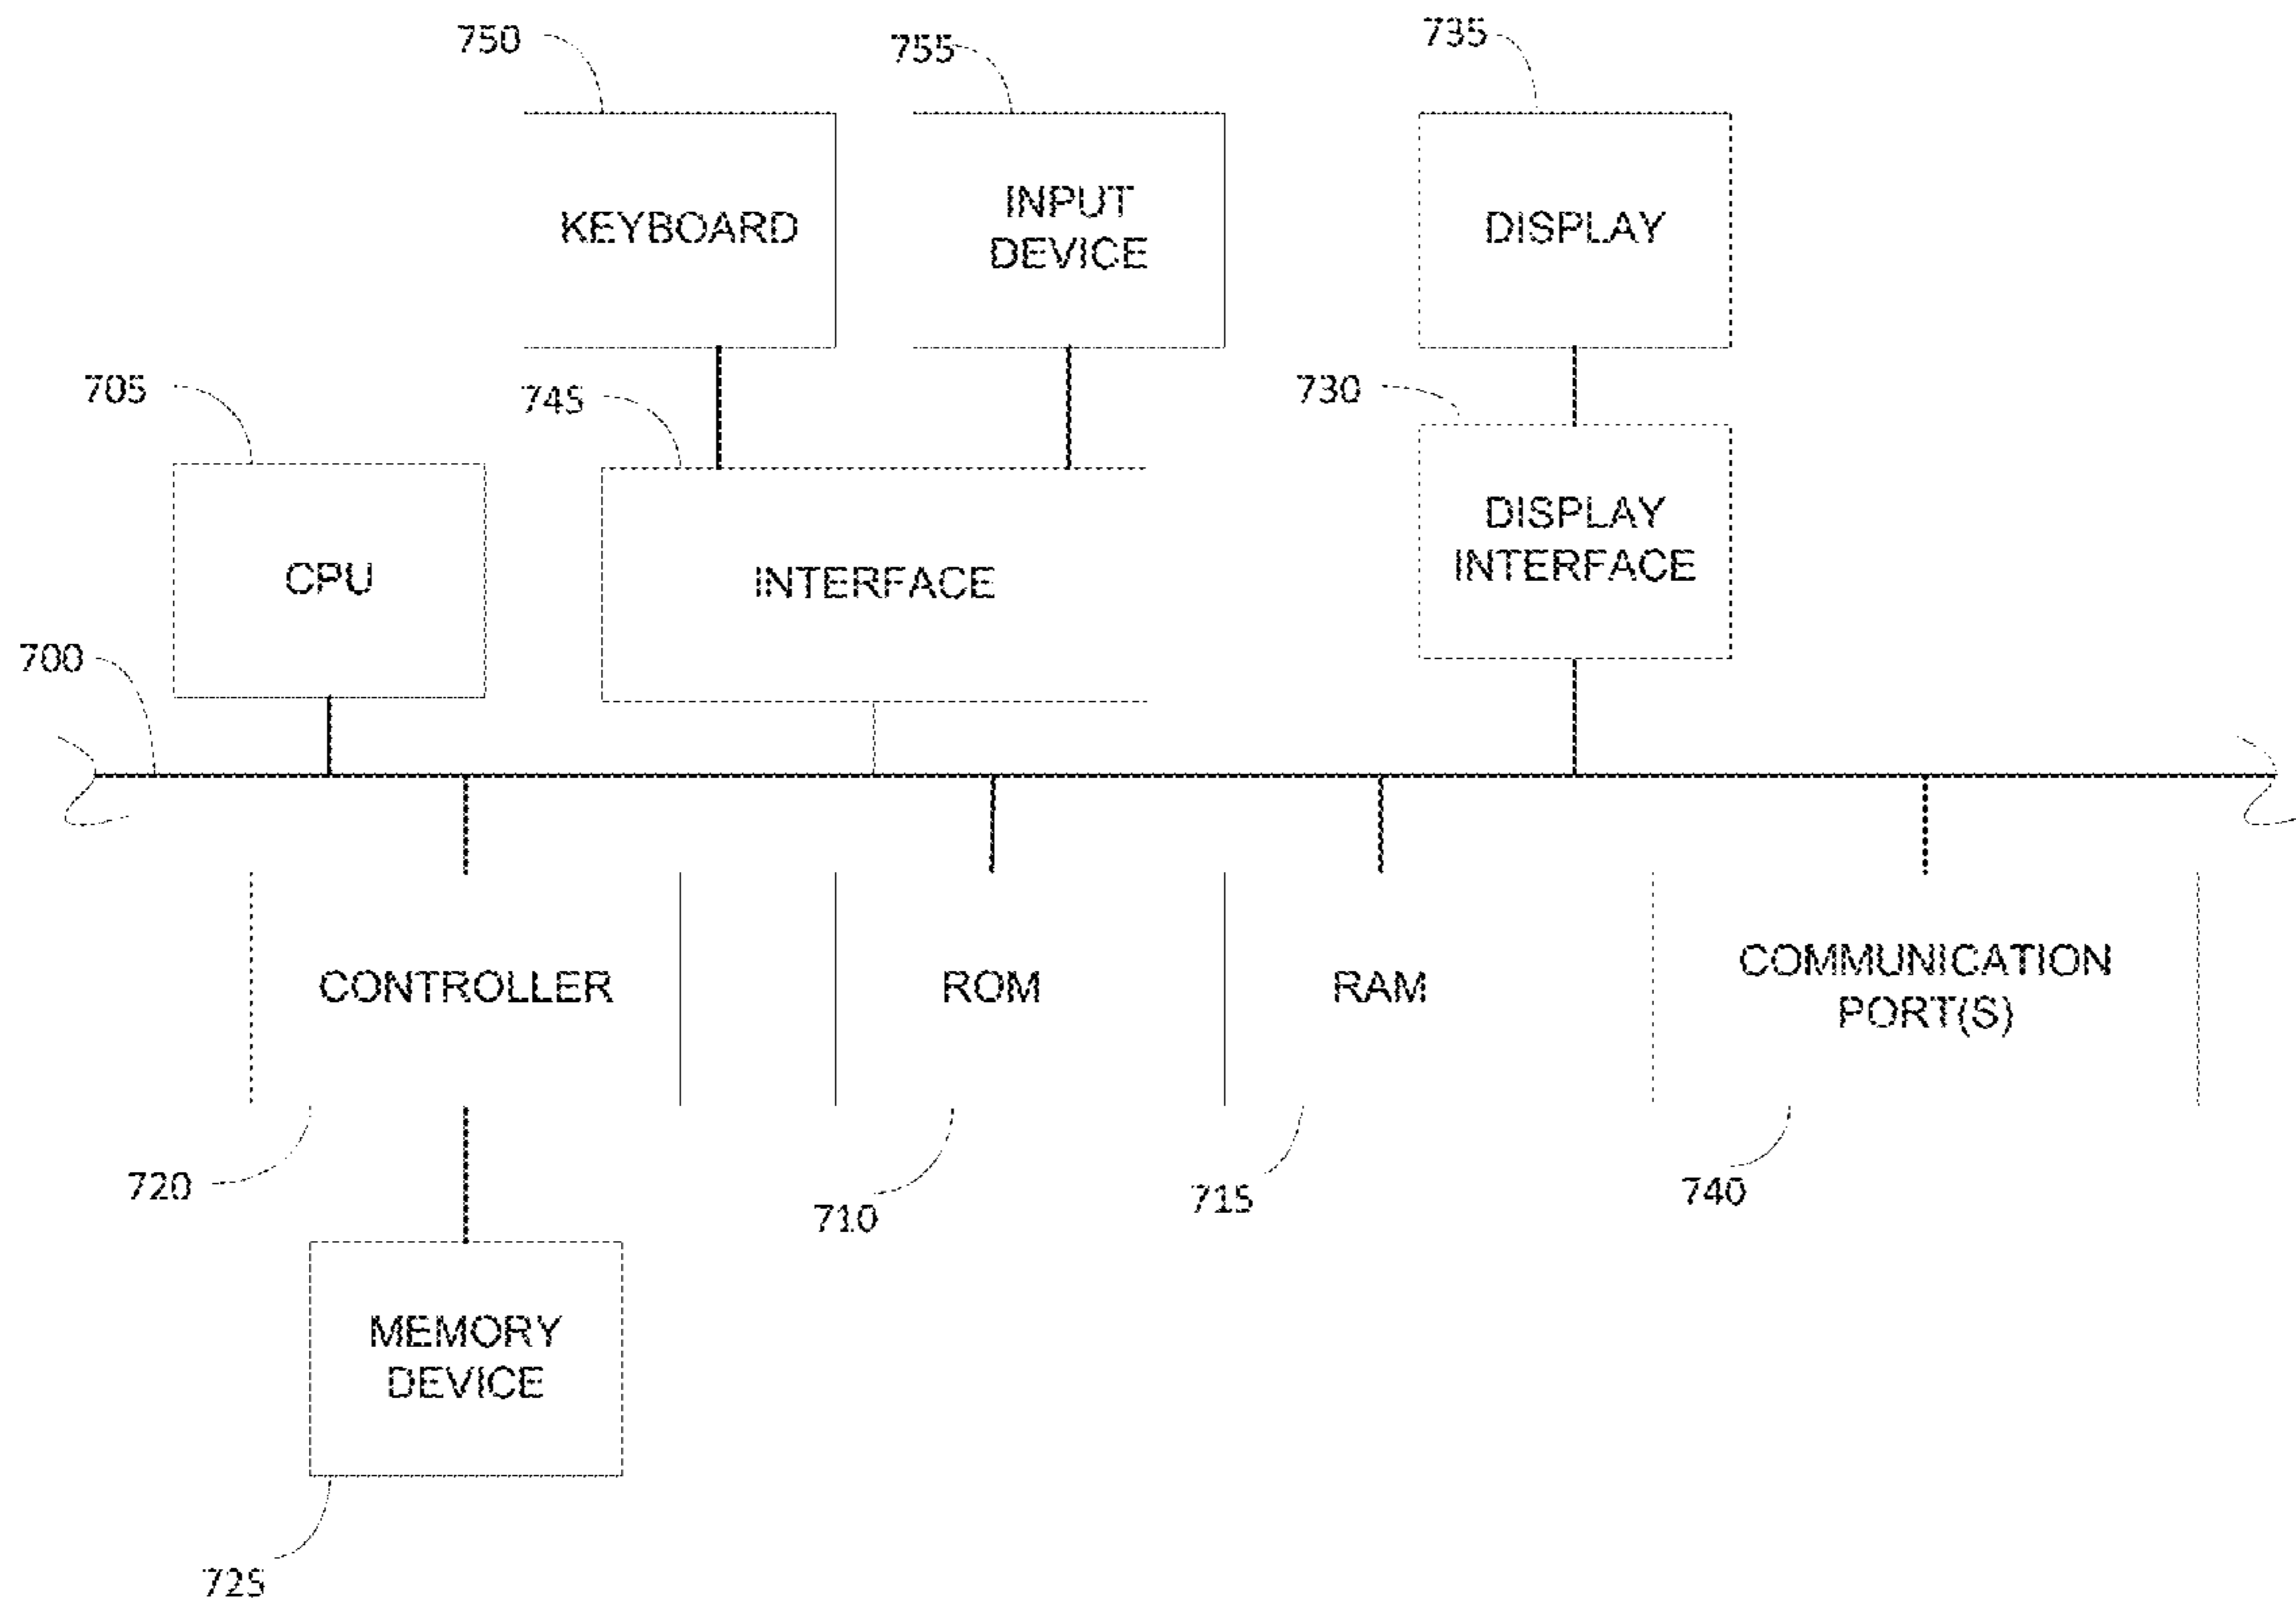 750
755
735
KEYBOARD
INPUT
DEVICE
DISPLAY
705
745
730
CPU
INTERFACE
DISPLAY
INTERFACE
700
CONTROLLER
ROM
RAM
COMMUNICATION
PORT(S)
720
710
715
740
MEMORY
DEVICE
725